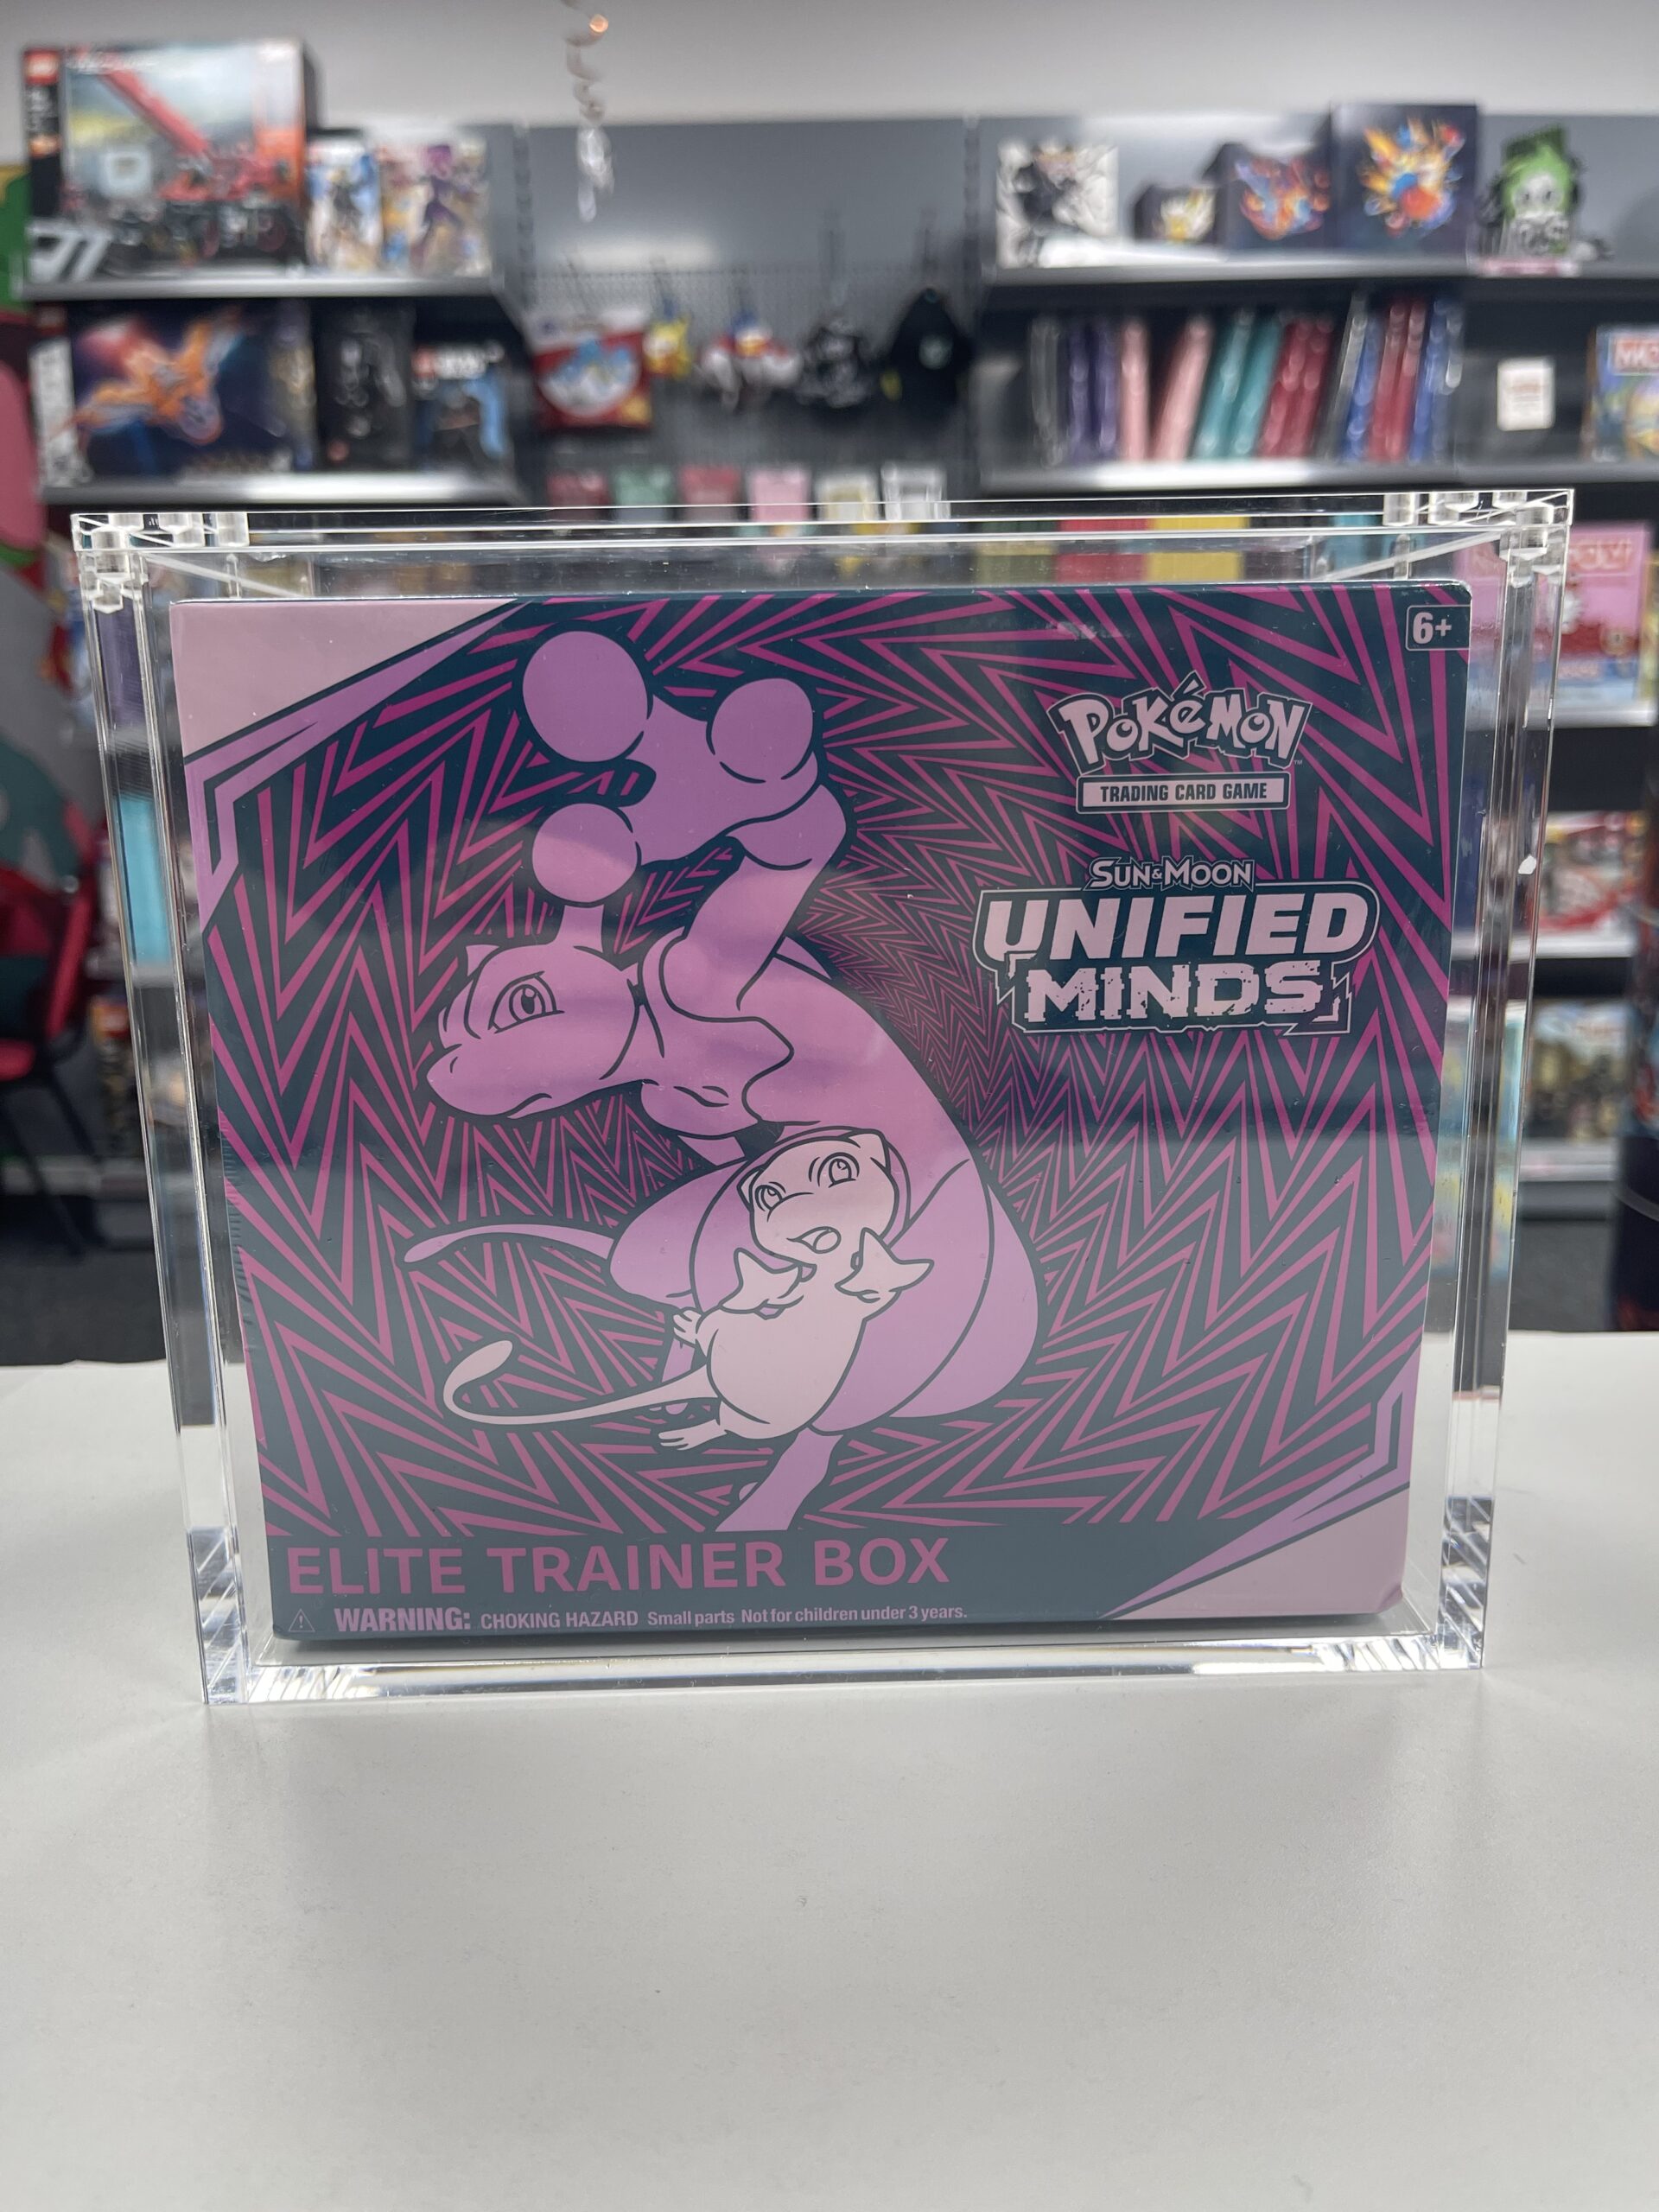 6+
POKéMON
TRADING CARD GAME
SUN & MOON
UNIFIED
MINDS
ELITE TRAINER BOX
WARNING: CHOKING HAZARD Small parts Not for children under 3 years.